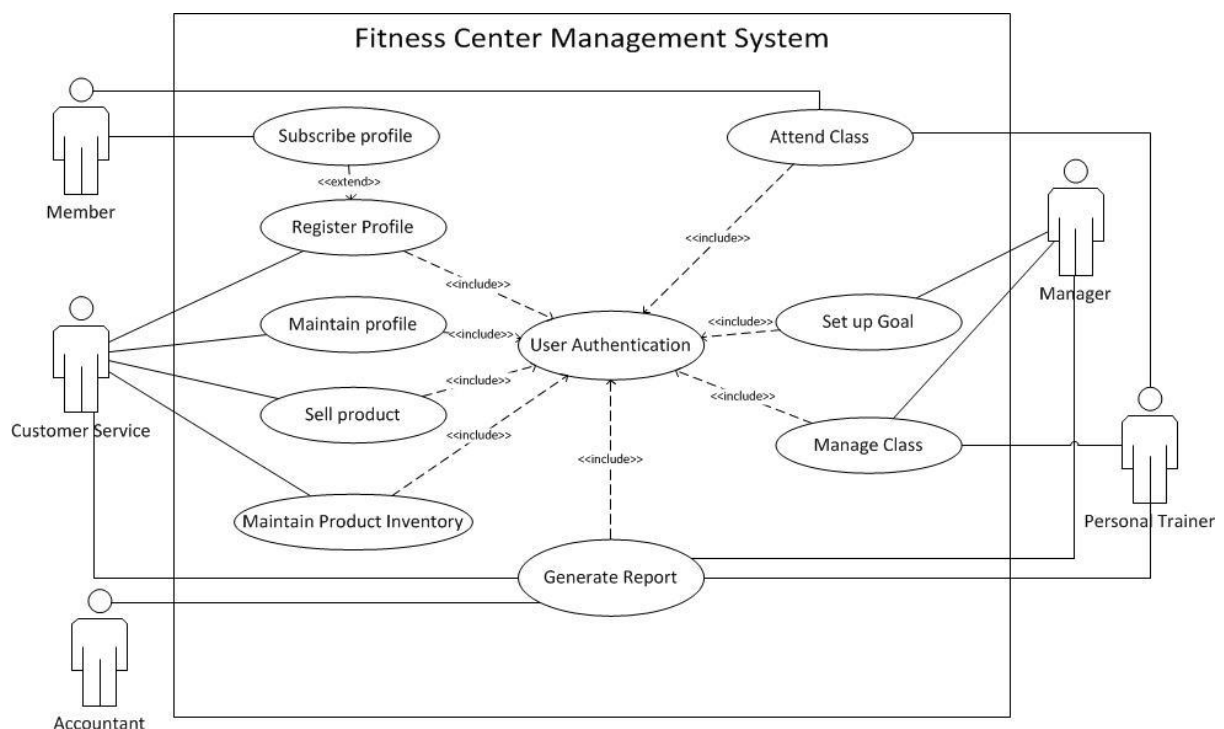 Fitness Center Management System
Member
Subscribe profile
<<extend>>
Register Profile
Attend Class
<<include>>
<<include>>
Manager
Customer Service
Maintain profile
<<include>>
User Authentication
<<include>>
Set up Goal
Sell product
<<include>>
<<include>>
Manage Class
<<include>>
<<include>>
Personal Trainer
Maintain Product Inventory
Generate Report
Accountant